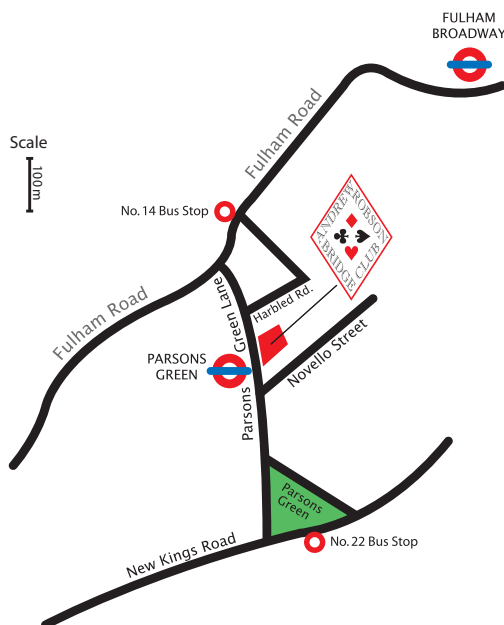 FULHAM
BROADWAY
Fulham Road
Scale
100m
No. 14 Bus Stop
ANDREW
ROBSON
BRIDGE
CLUB
Fulham Road
Green Lane
Harbled Rd.
PARSONS
GREEN
Novello Street
Parsons
Parsons
Green
New Kings Road
No. 22 Bus Stop